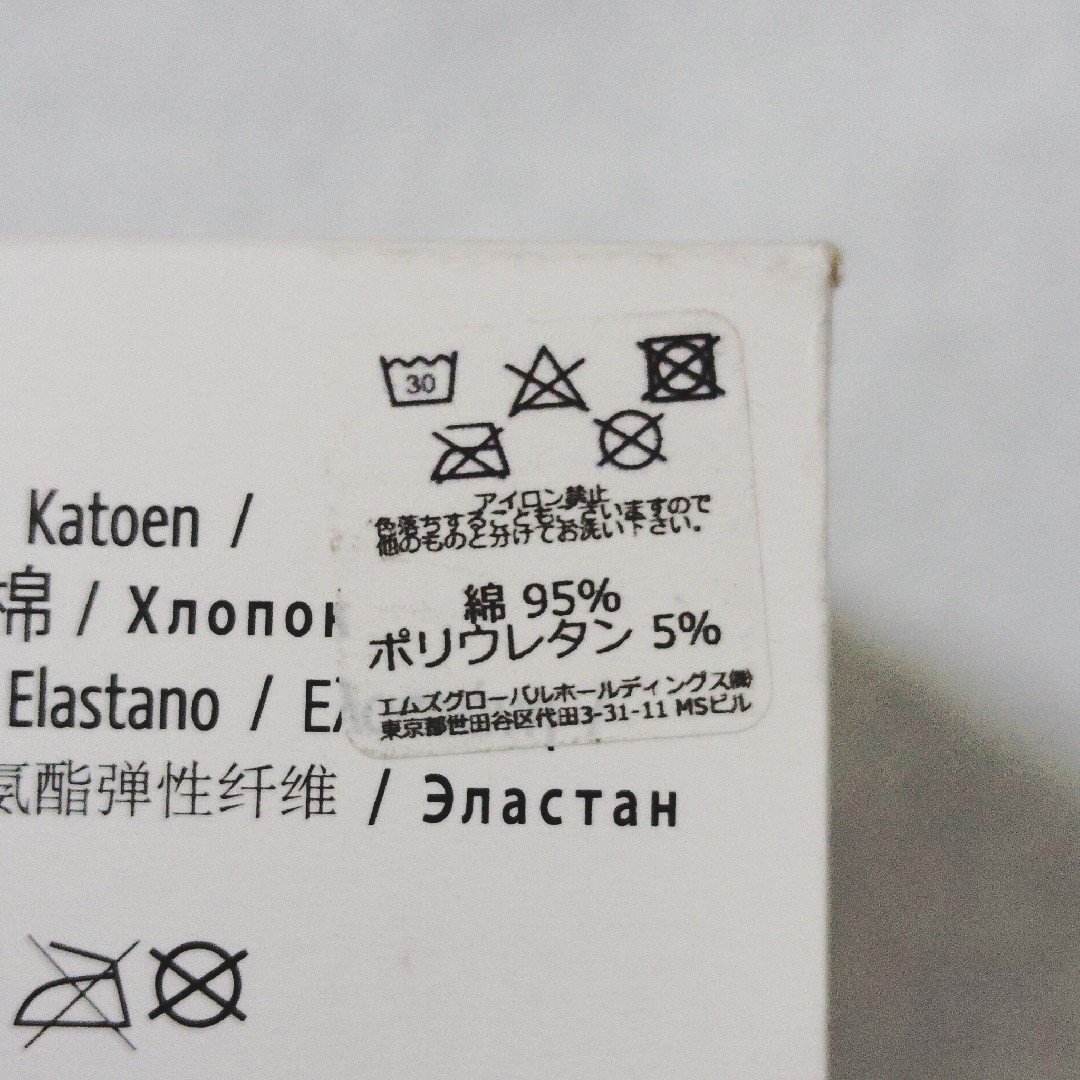 30
アイロン禁止
色落ちすることもございますので
他のものと分けてお洗い下さい。
綿 95%
ポリウレタン 5%
エムズグローバルホールディングス㈱
東京都世田谷区代田3-31-11 MSビル
Katoen /
棉 / Хлопок
Elastano /
氨酯弹性纤维 / Эластан